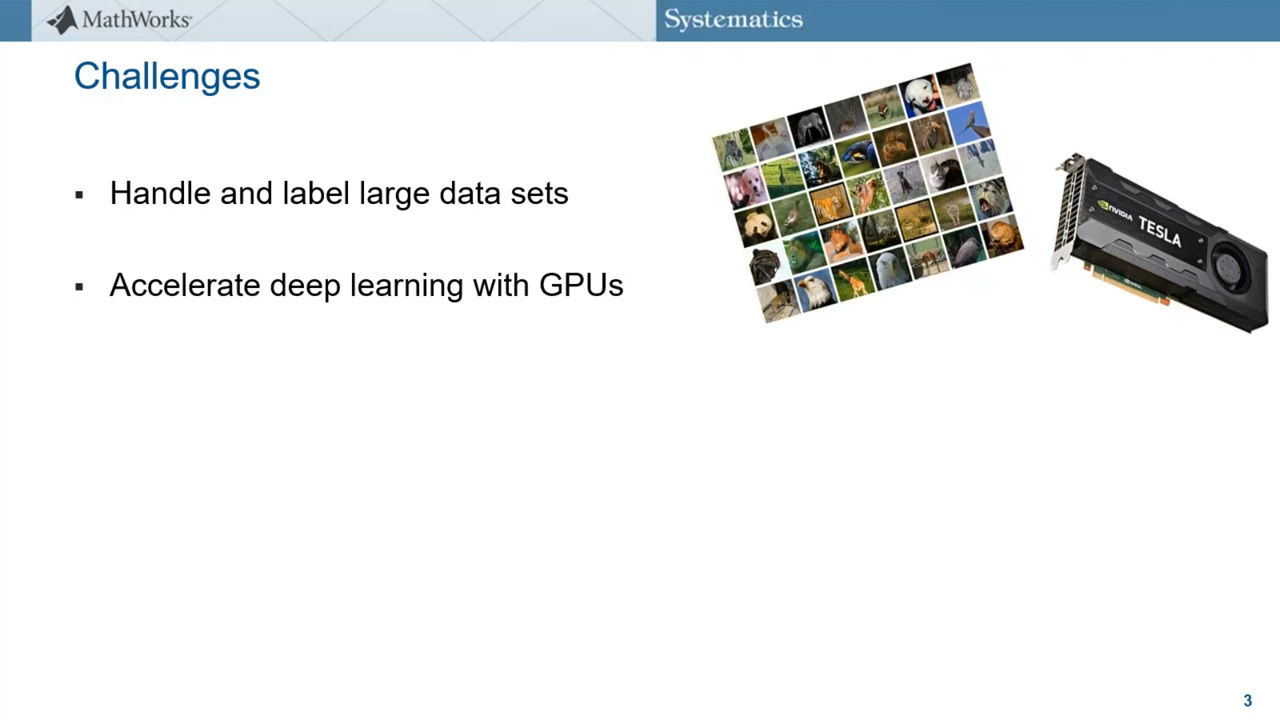 MathWorks®
Systematics
Challenges
▪ Handle and label large data sets
▪ Accelerate deep learning with GPUs
NVIDIA TESLA
3